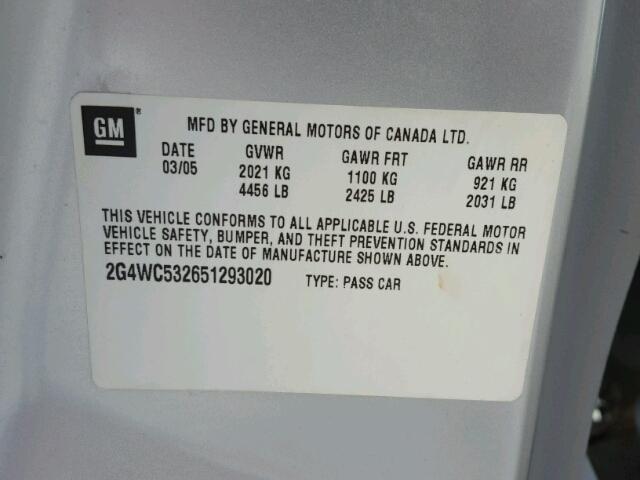 GM®
MFD BY GENERAL MOTORS OF CANADA LTD.
DATE GVWR GAWR FRT GAWR RR
03/05 2021 KG 1100 KG 921 KG
4456 LB 2425 LB 2031 LB
THIS VEHICLE CONFORMS TO ALL APPLICABLE U.S. FEDERAL MOTOR
VEHICLE SAFETY, BUMPER, AND THEFT PREVENTION STANDARDS IN
EFFECT ON THE DATE OF MANUFACTURE SHOWN ABOVE.
2G4WC532651293020 TYPE: PASS CAR